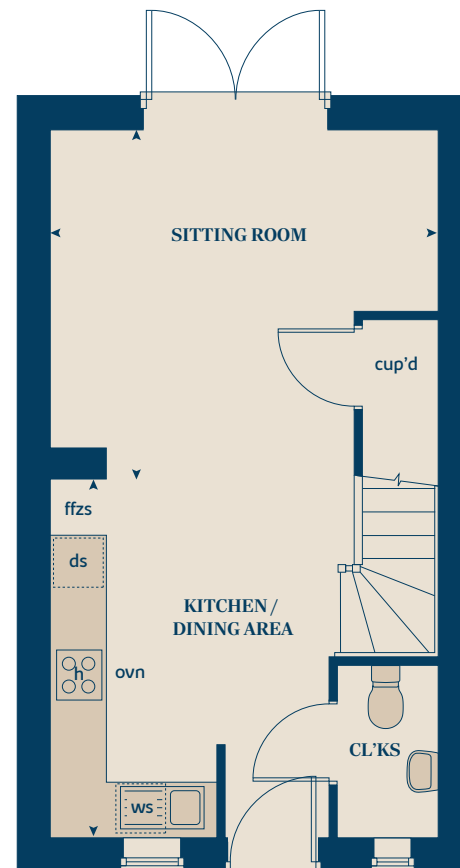 SITTING ROOM
cup'd
ffzs
ds
KITCHEN /
DINING AREA
h
ovn
CL'KS
ws